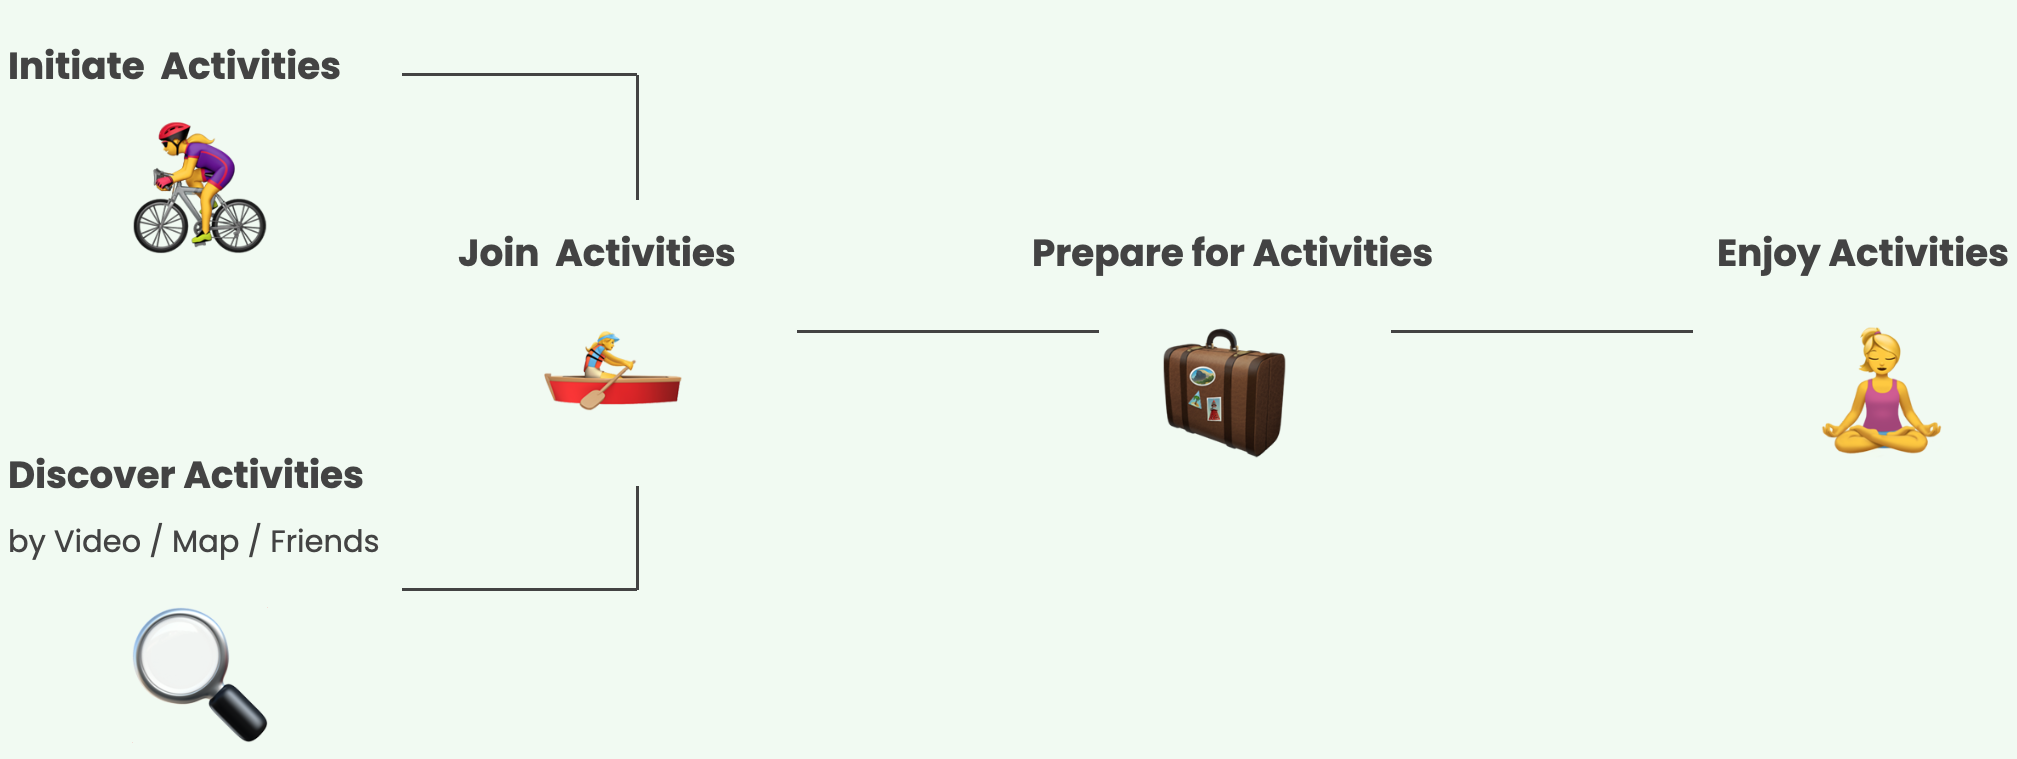 Initiate Activities
Join Activities
Prepare for Activities
Enjoy Activities
Discover Activities
by Video / Map / Friends